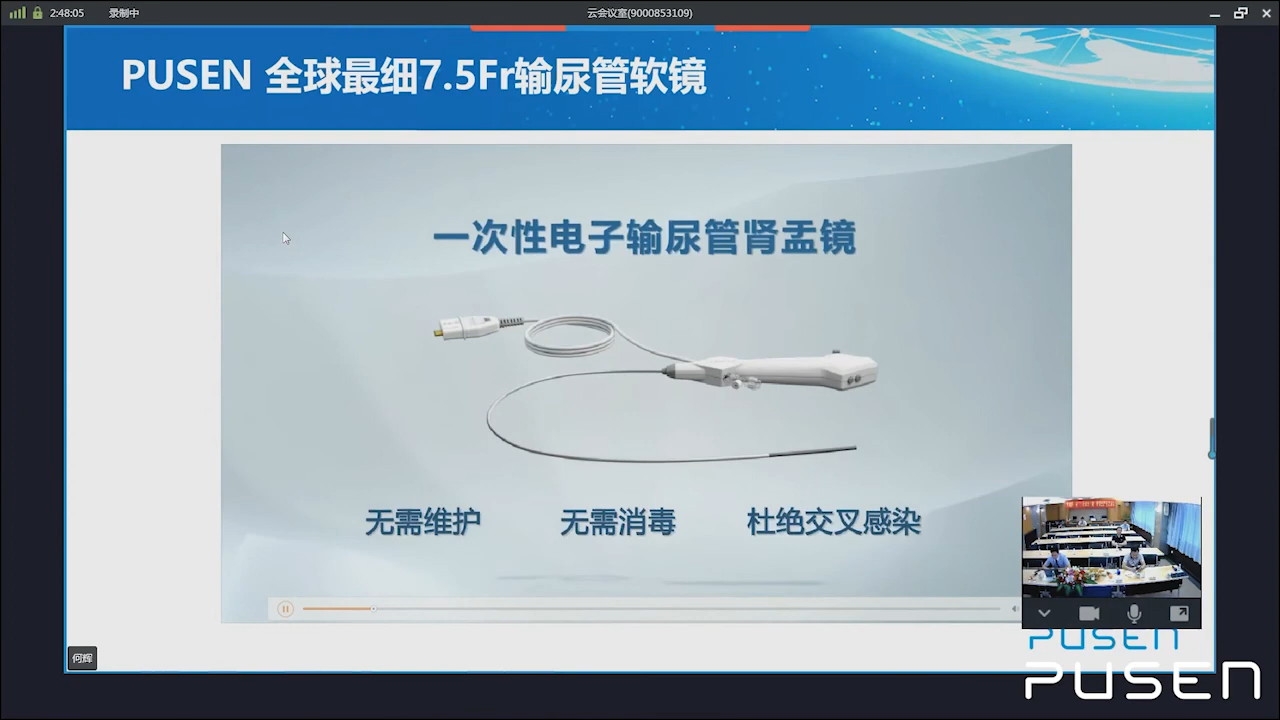 2:48:05 录制中 云会议室(9000853109)
PUSEN 全球最细7.5Fr输尿管软镜
一次性电子输尿管肾盂镜
无需维护 无需消毒 杜绝交叉感染
何辉
PUSEN
PUSEN